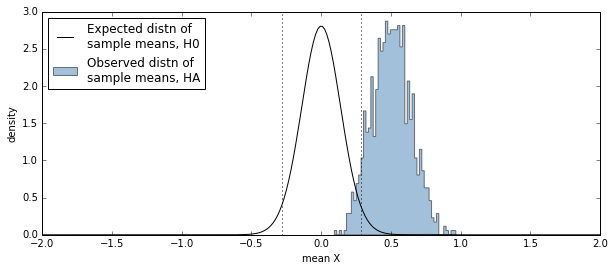 3.0
2.5
2.0
1.5
1.0
0.5
0.0
density
Expected distn of
sample means, H0
Observed distn of
sample means, HA
−2.0 −1.5 −1.0 −0.5 0.0 0.5 1.0 1.5 2.0
mean X